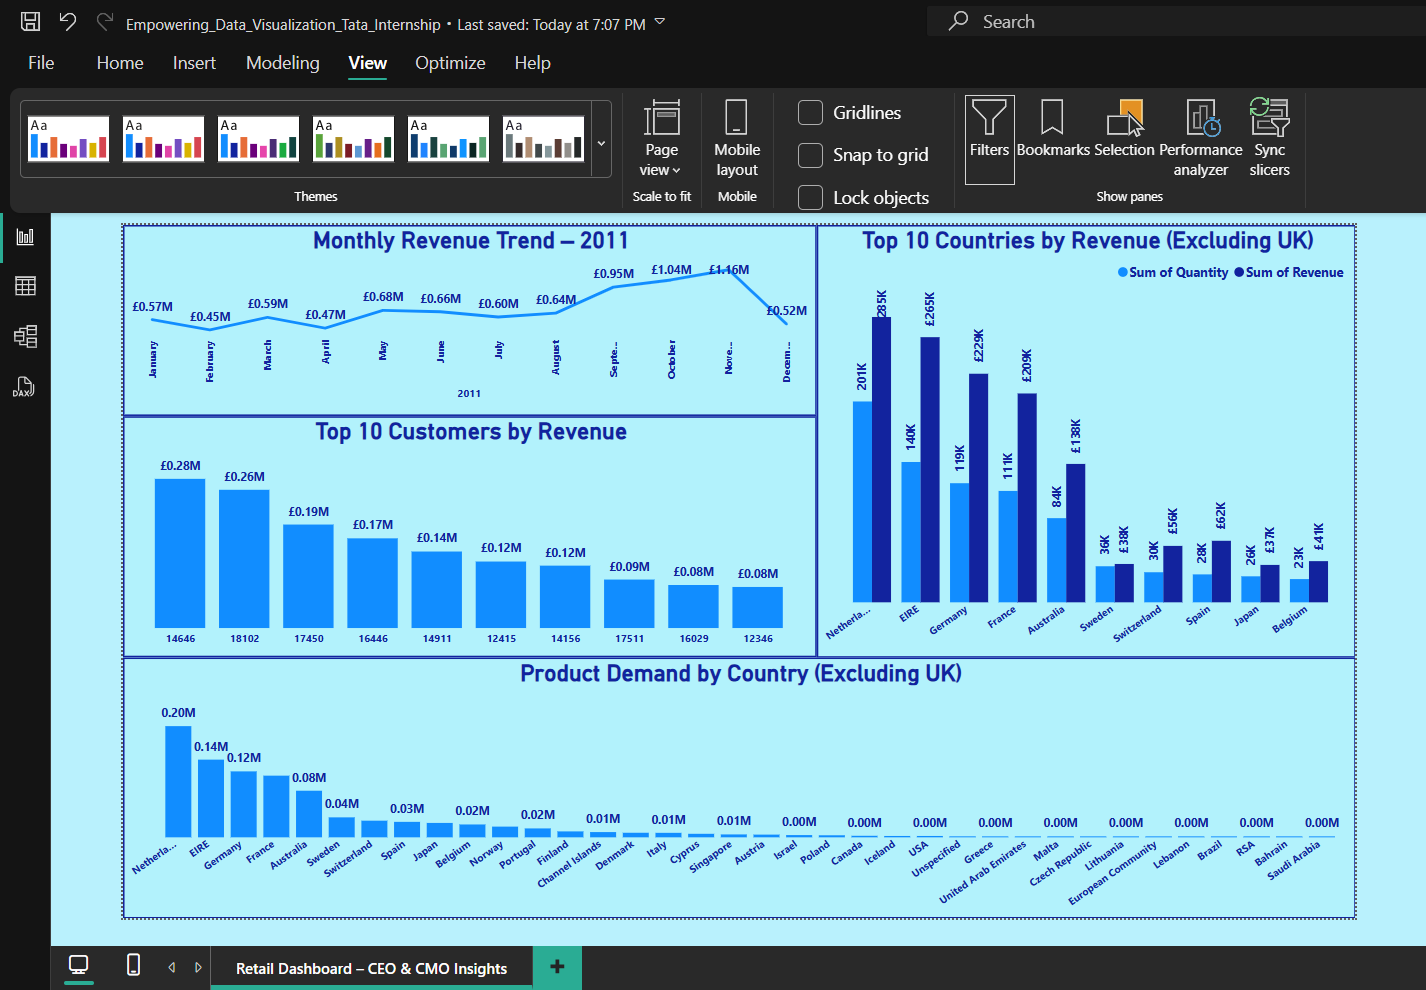 Empowering_Data_Visualization_Tata_Internship • Last saved: Today at 7:07 PM
Search
File Home Insert Modeling View Optimize Help
Aa Aa Aa Aa Aa Aa
Themes
Page view
Scale to fit
Mobile layout
Mobile
Gridlines
Snap to grid
Lock objects
Filters
Bookmarks
Selection
Performance analyzer
Sync slicers
Show panes
DAX
Monthly Revenue Trend – 2011
£0.57M £0.45M £0.59M £0.47M £0.68M £0.66M £0.60M £0.64M £0.95M £1.04M £1.16M £0.52M
January February March April May June July August Septe... October Nove... Decem...
2011
Top 10 Customers by Revenue
£0.28M £0.26M £0.19M £0.17M £0.14M £0.12M £0.12M £0.09M £0.08M £0.08M
14646 18102 17450 16446 14911 12415 14156 17511 16029 12346
Top 10 Countries by Revenue (Excluding UK)
Sum of Quantity Sum of Revenue
201K 285K 140K £265K 119K £229K 111K £209K 84K £138K 36K £38K 30K £56K 28K £62K 26K £37K 23K £41K
Netherla... EIRE Germany France Australia Sweden Switzerland Spain Japan Belgium
Product Demand by Country (Excluding UK)
0.20M 0.14M 0.12M 0.08M 0.04M 0.03M 0.02M 0.02M 0.01M 0.01M 0.01M 0.00M 0.00M 0.00M 0.00M 0.00M 0.00M 0.00M 0.00M 0.00M
Netherla... EIRE Germany France Australia Sweden Switzerland Spain Japan Belgium Norway Portugal Finland Channel Islands Denmark Italy Cyprus Singapore Austria Israel Poland Canada Iceland USA Unspecified Greece United Arab Emirates Malta Czech Republic Lithuania European Community Lebanon Brazil RSA Bahrain Saudi Arabia
Retail Dashboard – CEO & CMO Insights